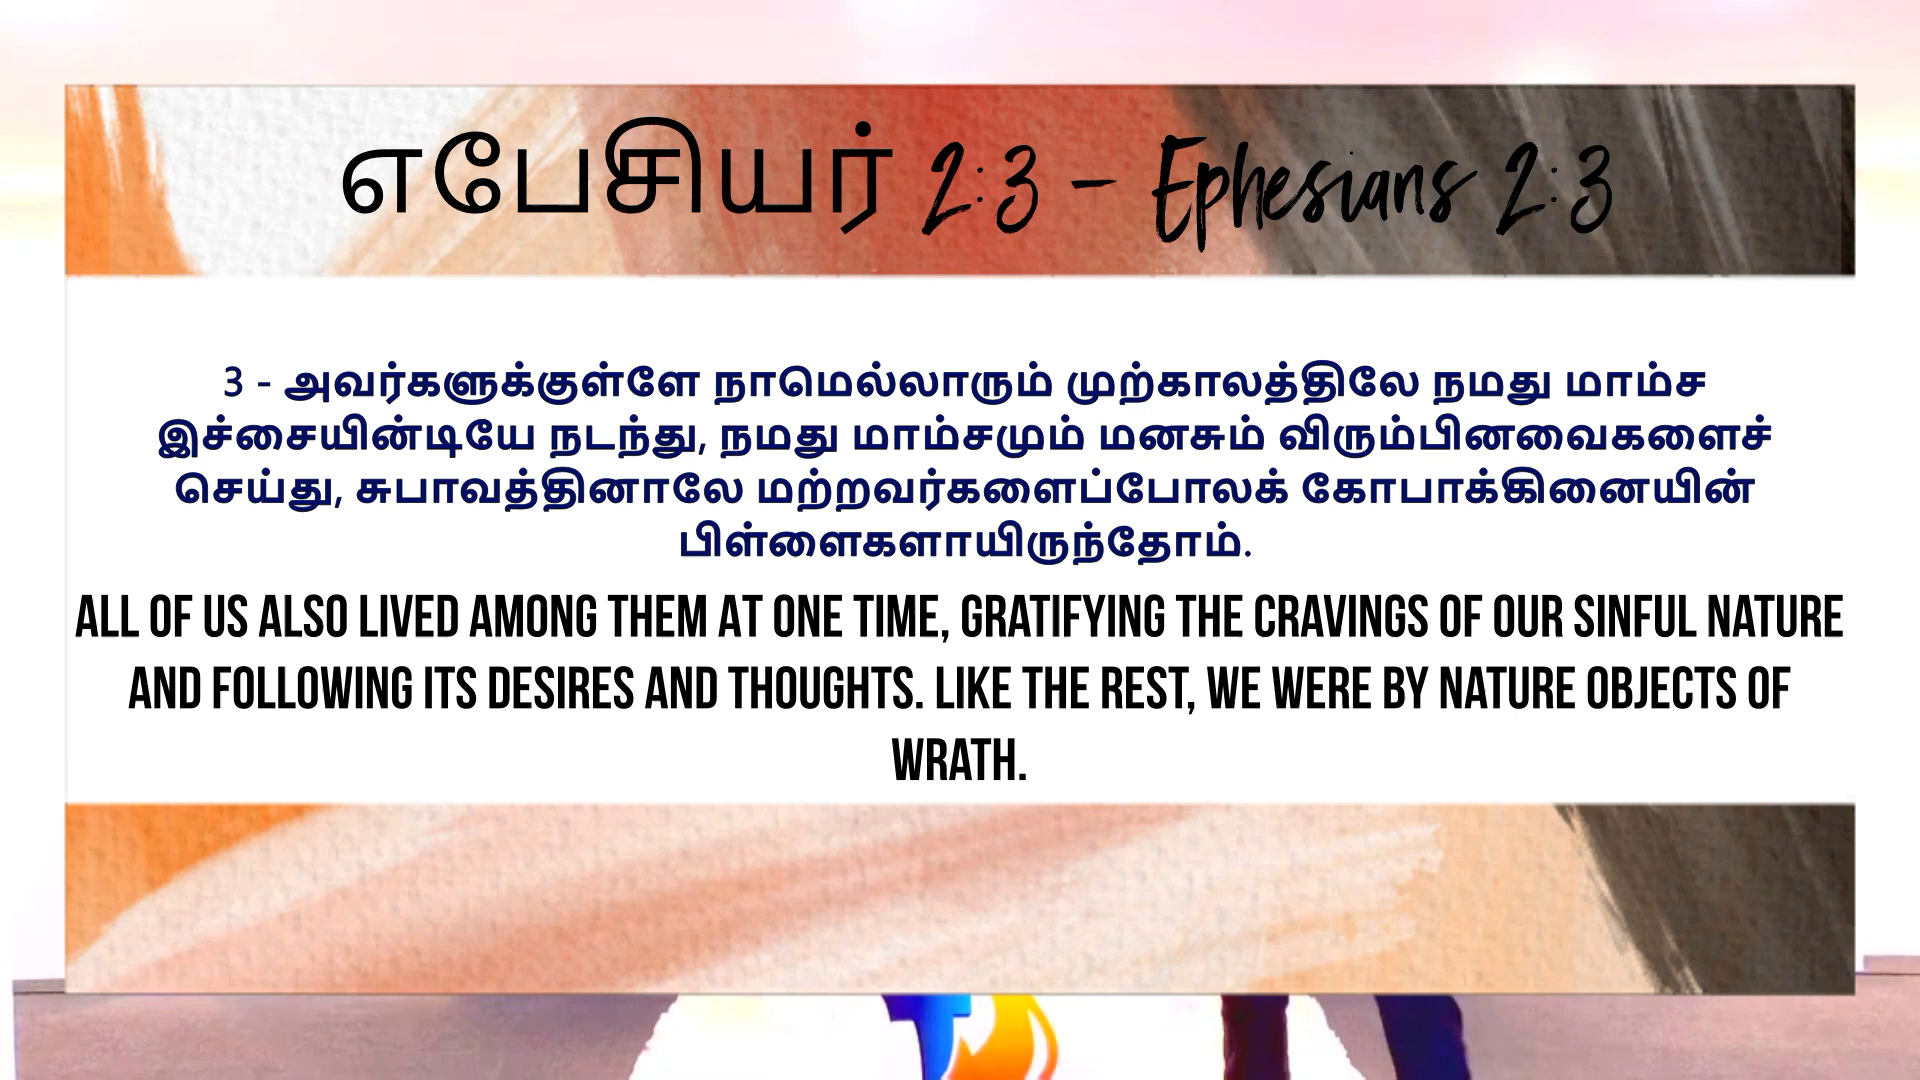 எபேசியர் 2:3 - Ephesians 2:3
3 - அவர்களுக்குள்ளே நாமெல்லாரும் முற்காலத்திலே நமது மாம்ச
இச்சையின்டியே நடந்து, நமது மாம்சமும் மனசும் விரும்பினவைகளைச்
செய்து, சுபாவத்தினாலே மற்றவர்களைப்போலக் கோபாக்கினையின்
பிள்ளைகளாயிருந்தோம்.
ALL OF US ALSO LIVED AMONG THEM AT ONE TIME, GRATIFYING THE CRAVINGS OF OUR SINFUL NATURE
AND FOLLOWING ITS DESIRES AND THOUGHTS. LIKE THE REST, WE WERE BY NATURE OBJECTS OF
WRATH.